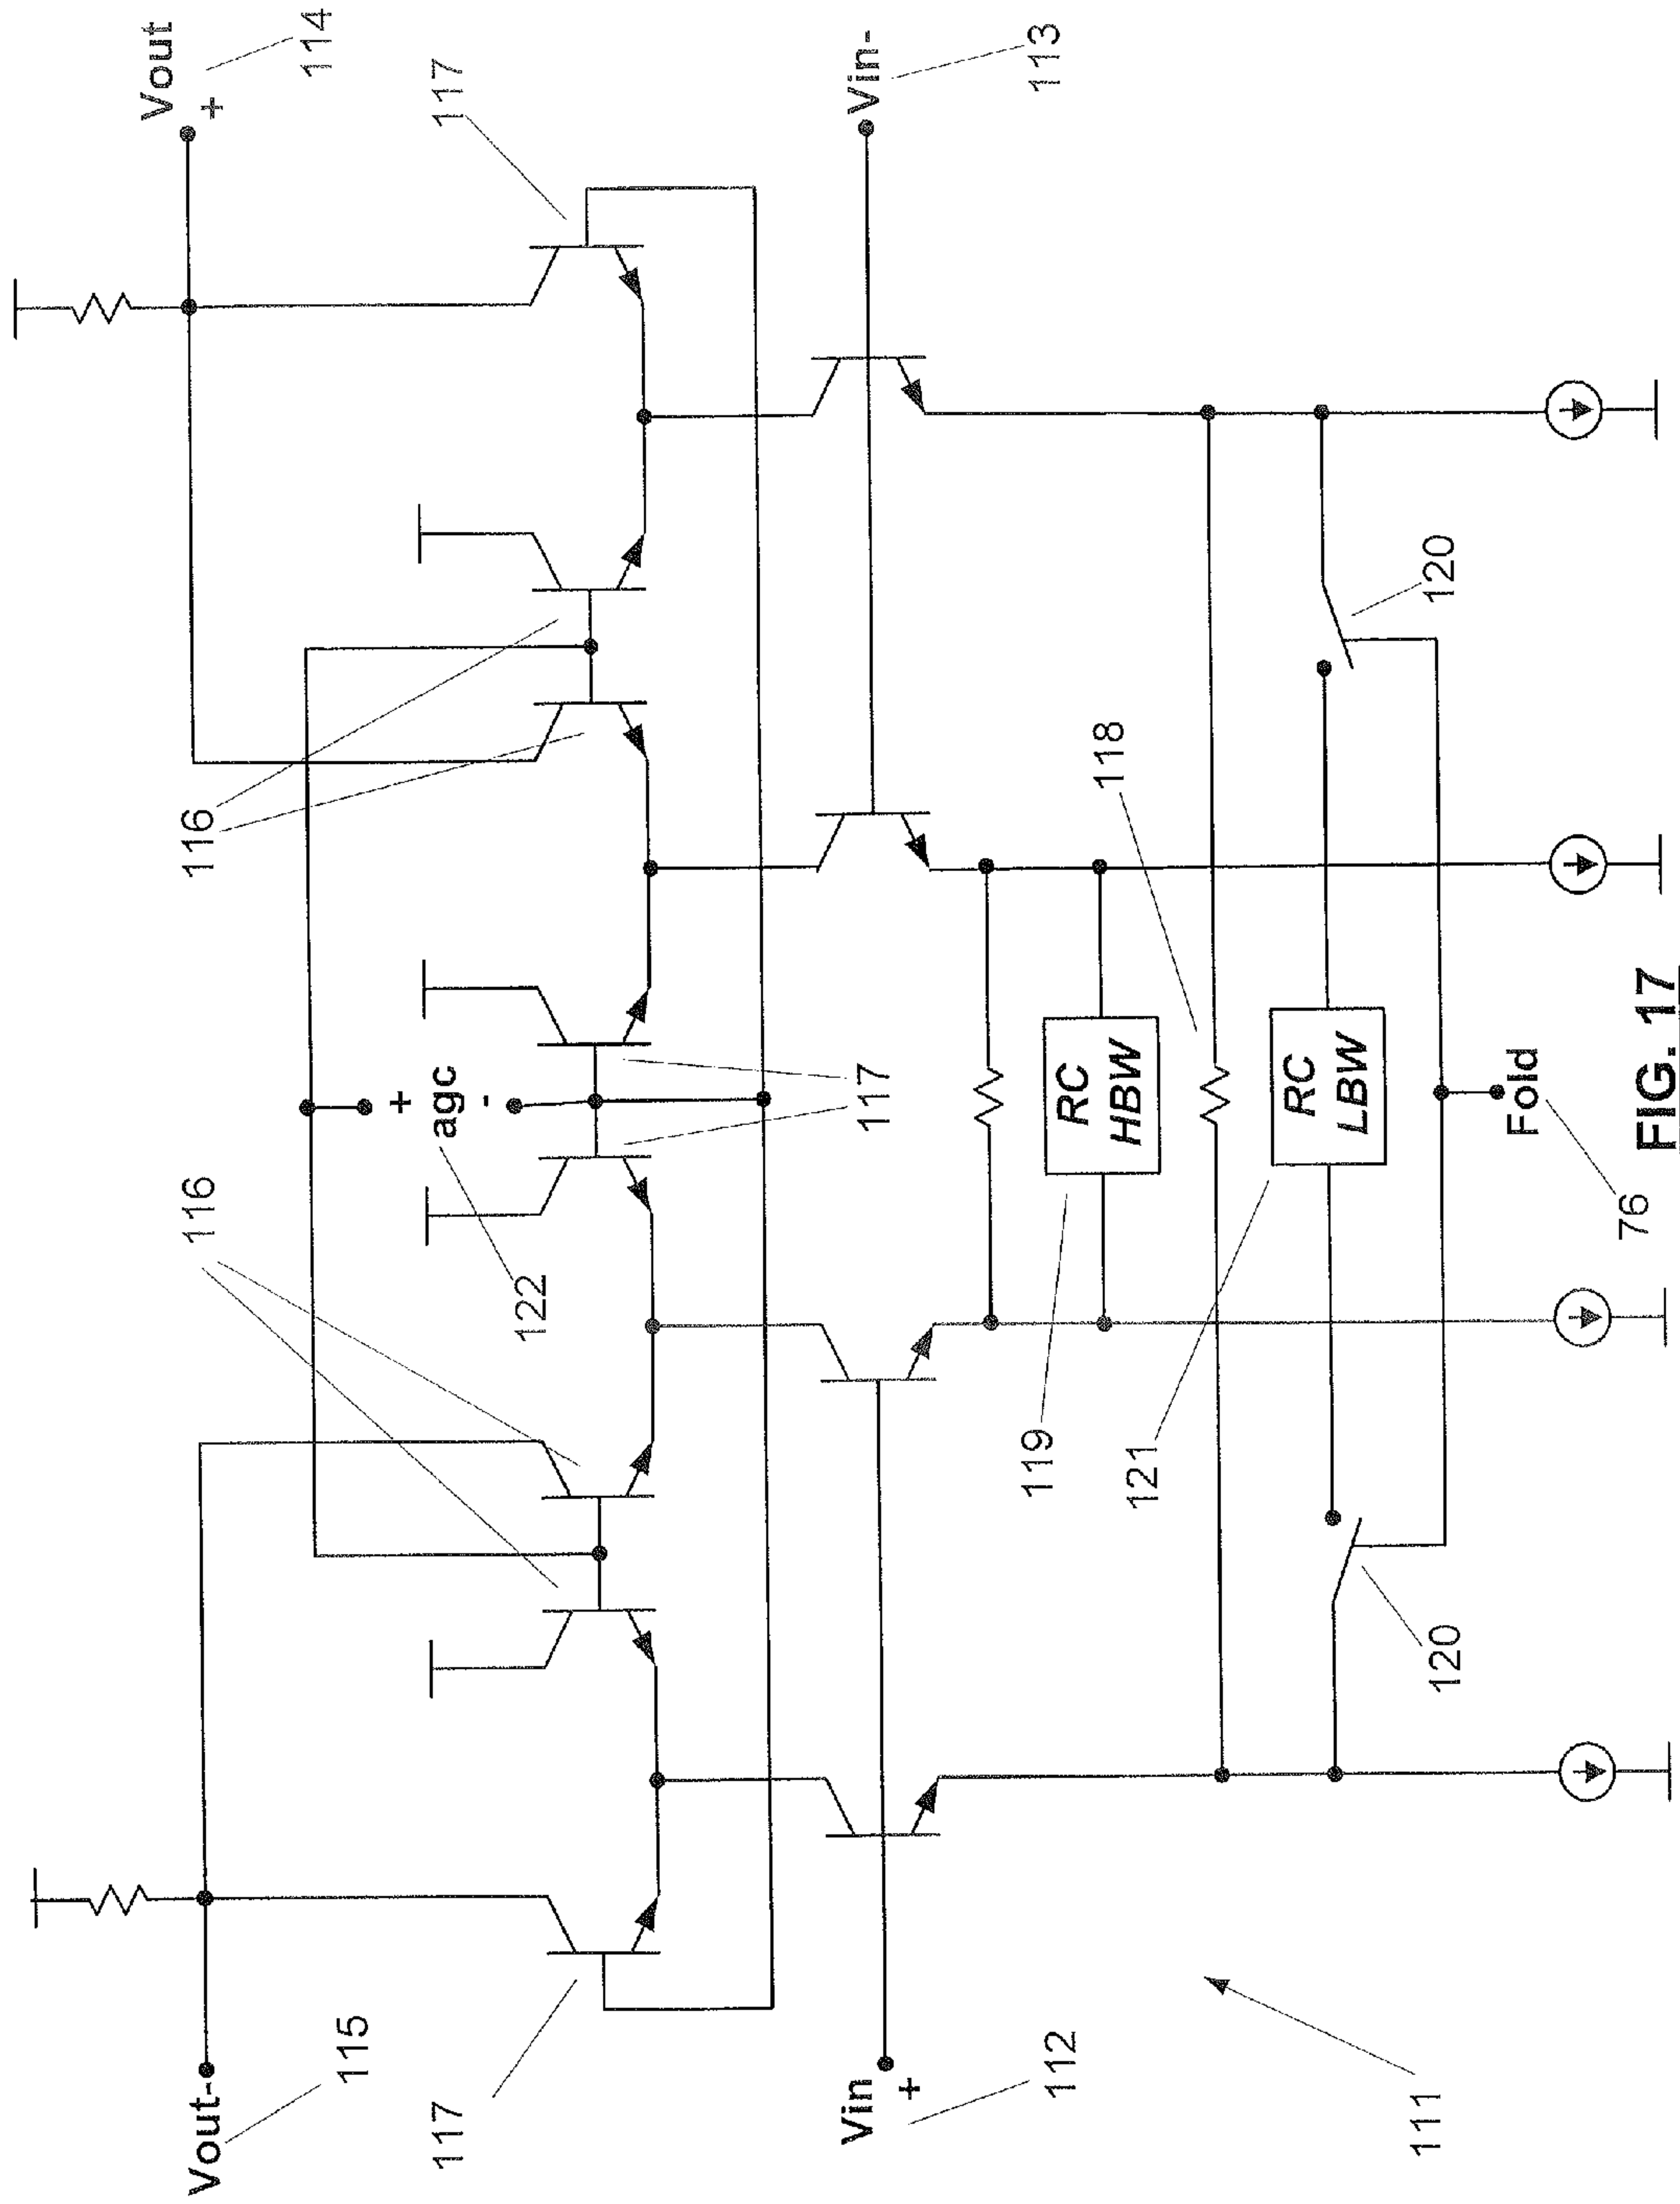 Vout-
115
Vout
+
114
117
116
116
117
+
agc
-
122
117
Vin
+
112
Vin-
113
RC
HBW
119
118
RC
LBW
121
120
120
Fold
76
111
FIG. 17